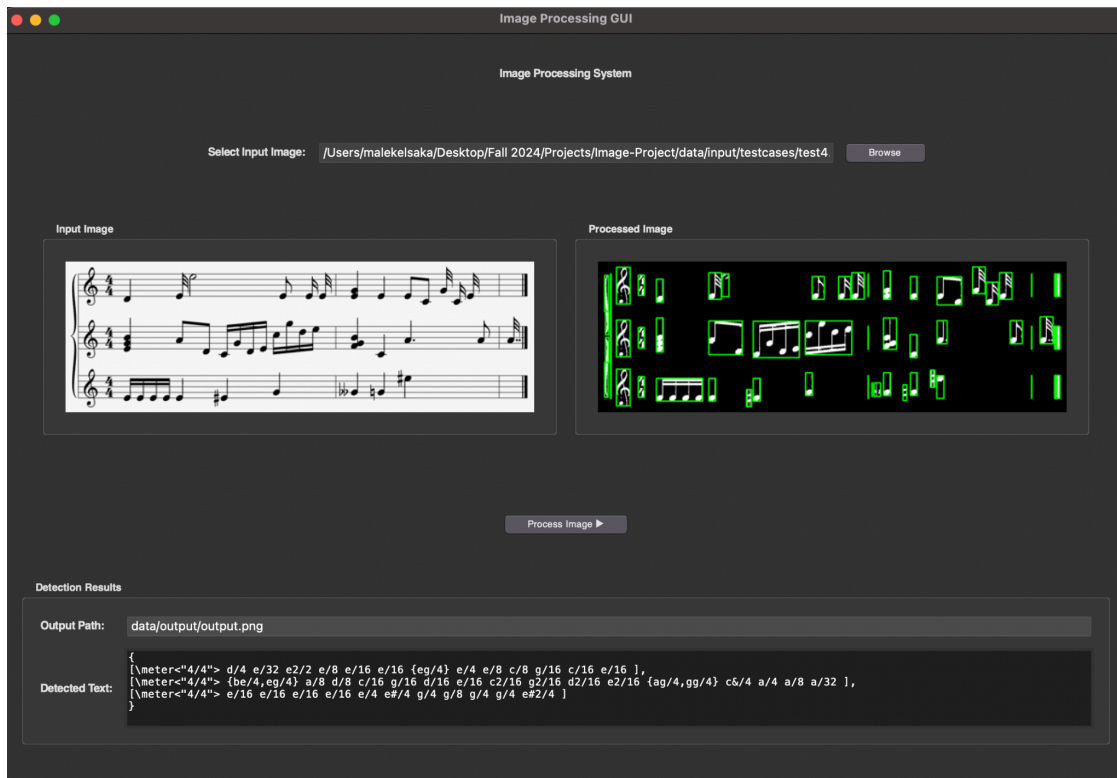 Image Processing GUI
Image Processing System
Select Input Image: /Users/malekelsaka/Desktop/Fall 2024/Projects/Image-Project/data/input/testcases/test4 Browse
Input Image
Processed Image
Process Image ▶
Detection Results
Output Path: data/output/output.png
Detected Text:
{
[\meter<"4/4"> d/4 e/32 e2/2 e/8 e/16 e/16 {eg/4} e/4 e/8 c/8 g/16 c/16 e/16 ],
[\meter<"4/4"> {be/4,eg/4} a/8 d/8 c/16 g/16 d/16 e/16 c2/16 g2/16 d2/16 e2/16 {ag/4,gg/4} c&/4 a/4 a/8 a/32 ],
[\meter<"4/4"> e/16 e/16 e/16 e/16 e/4 e#/4 g/4 g/8 g/4 g/4 e#2/4 ]
}